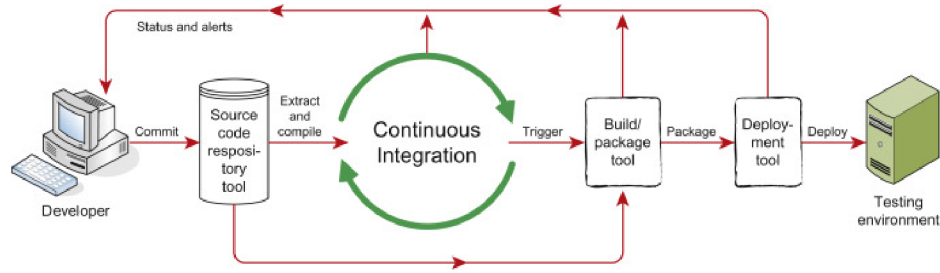 Status and alerts
Developer
Commit
Source
code
respository
tool
Extract
and
compile
Continuous
Integration
Trigger
Build/
package
tool
Package
Deploy-
ment
tool
Deploy
Testing
environment